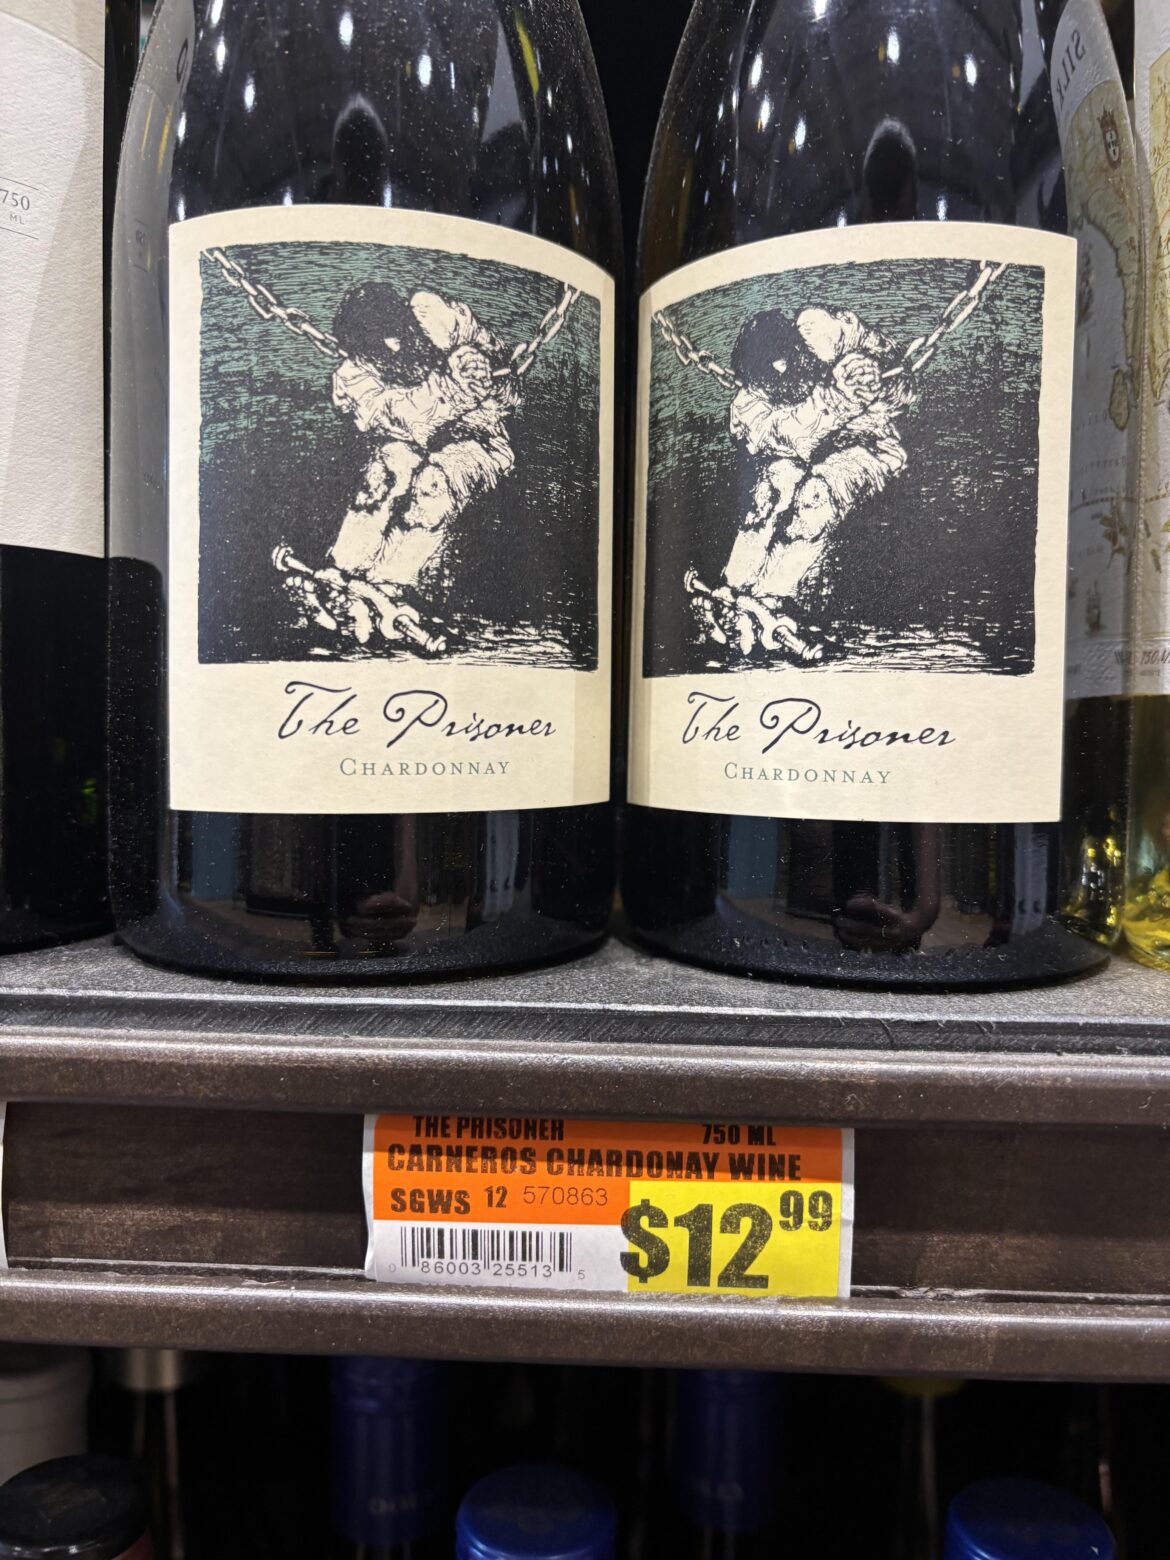 750
ML
The Prisoner
CHARDONNAY
The Prisoner
CHARDONNAY
THE PRISONER 750 ML
CARNEROS CHARDONAY WINE
SGWS 12 570863
$12.99
0 86003 25513 5